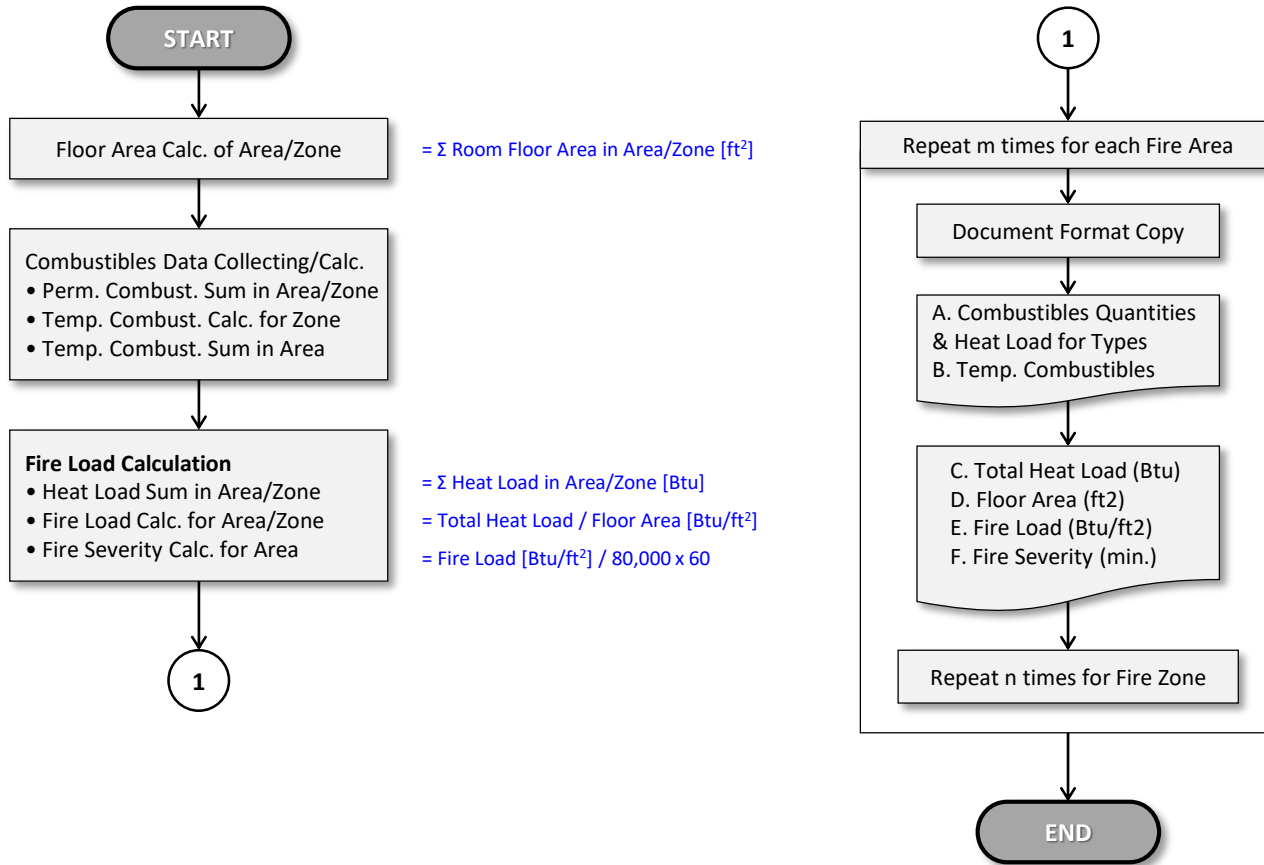 START
Floor Area Calc. of Area/Zone
= Σ Room Floor Area in Area/Zone [ft²]
Combustibles Data Collecting/Calc.
• Perm. Combust. Sum in Area/Zone
• Temp. Combust. Calc. for Zone
• Temp. Combust. Sum in Area
Fire Load Calculation
• Heat Load Sum in Area/Zone
• Fire Load Calc. for Area/Zone
• Fire Severity Calc. for Area
= Σ Heat Load in Area/Zone [Btu]
= Total Heat Load / Floor Area [Btu/ft²]
= Fire Load [Btu/ft²] / 80,000 x 60
1
1
Repeat m times for each Fire Area
Document Format Copy
A. Combustibles Quantities
& Heat Load for Types
B. Temp. Combustibles
C. Total Heat Load (Btu)
D. Floor Area (ft2)
E. Fire Load (Btu/ft2)
F. Fire Severity (min.)
Repeat n times for Fire Zone
END